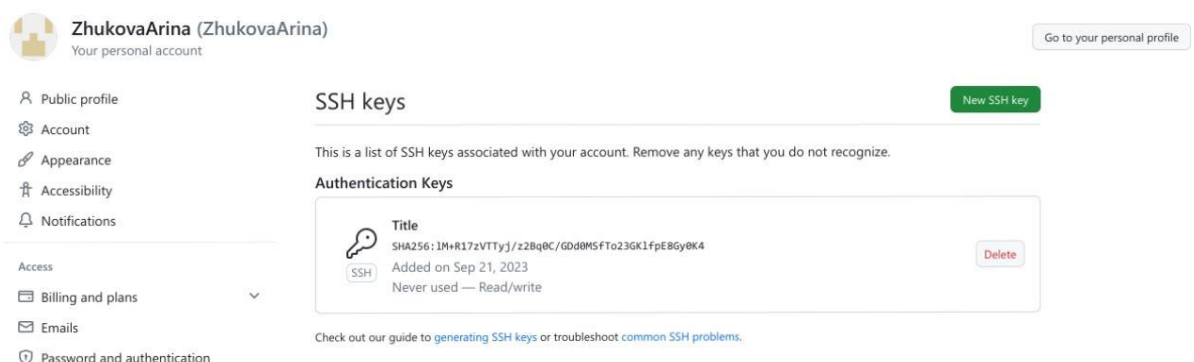 ZhukovaArina (ZhukovaArina)
Your personal account
Go to your personal profile
Public profile
Account
Appearance
Accessibility
Notifications
Access
Billing and plans
Emails
Password and authentication
SSH keys
New SSH key
This is a list of SSH keys associated with your account. Remove any keys that you do not recognize.
Authentication Keys
Title
SHA256:lM+R17zVTTyj/z2Bq0C/GDd0MSfTo23GKlfpE8Gy0K4
SSH
Added on Sep 21, 2023
Never used — Read/write
Delete
Check out our guide to generating SSH keys or troubleshoot common SSH problems.